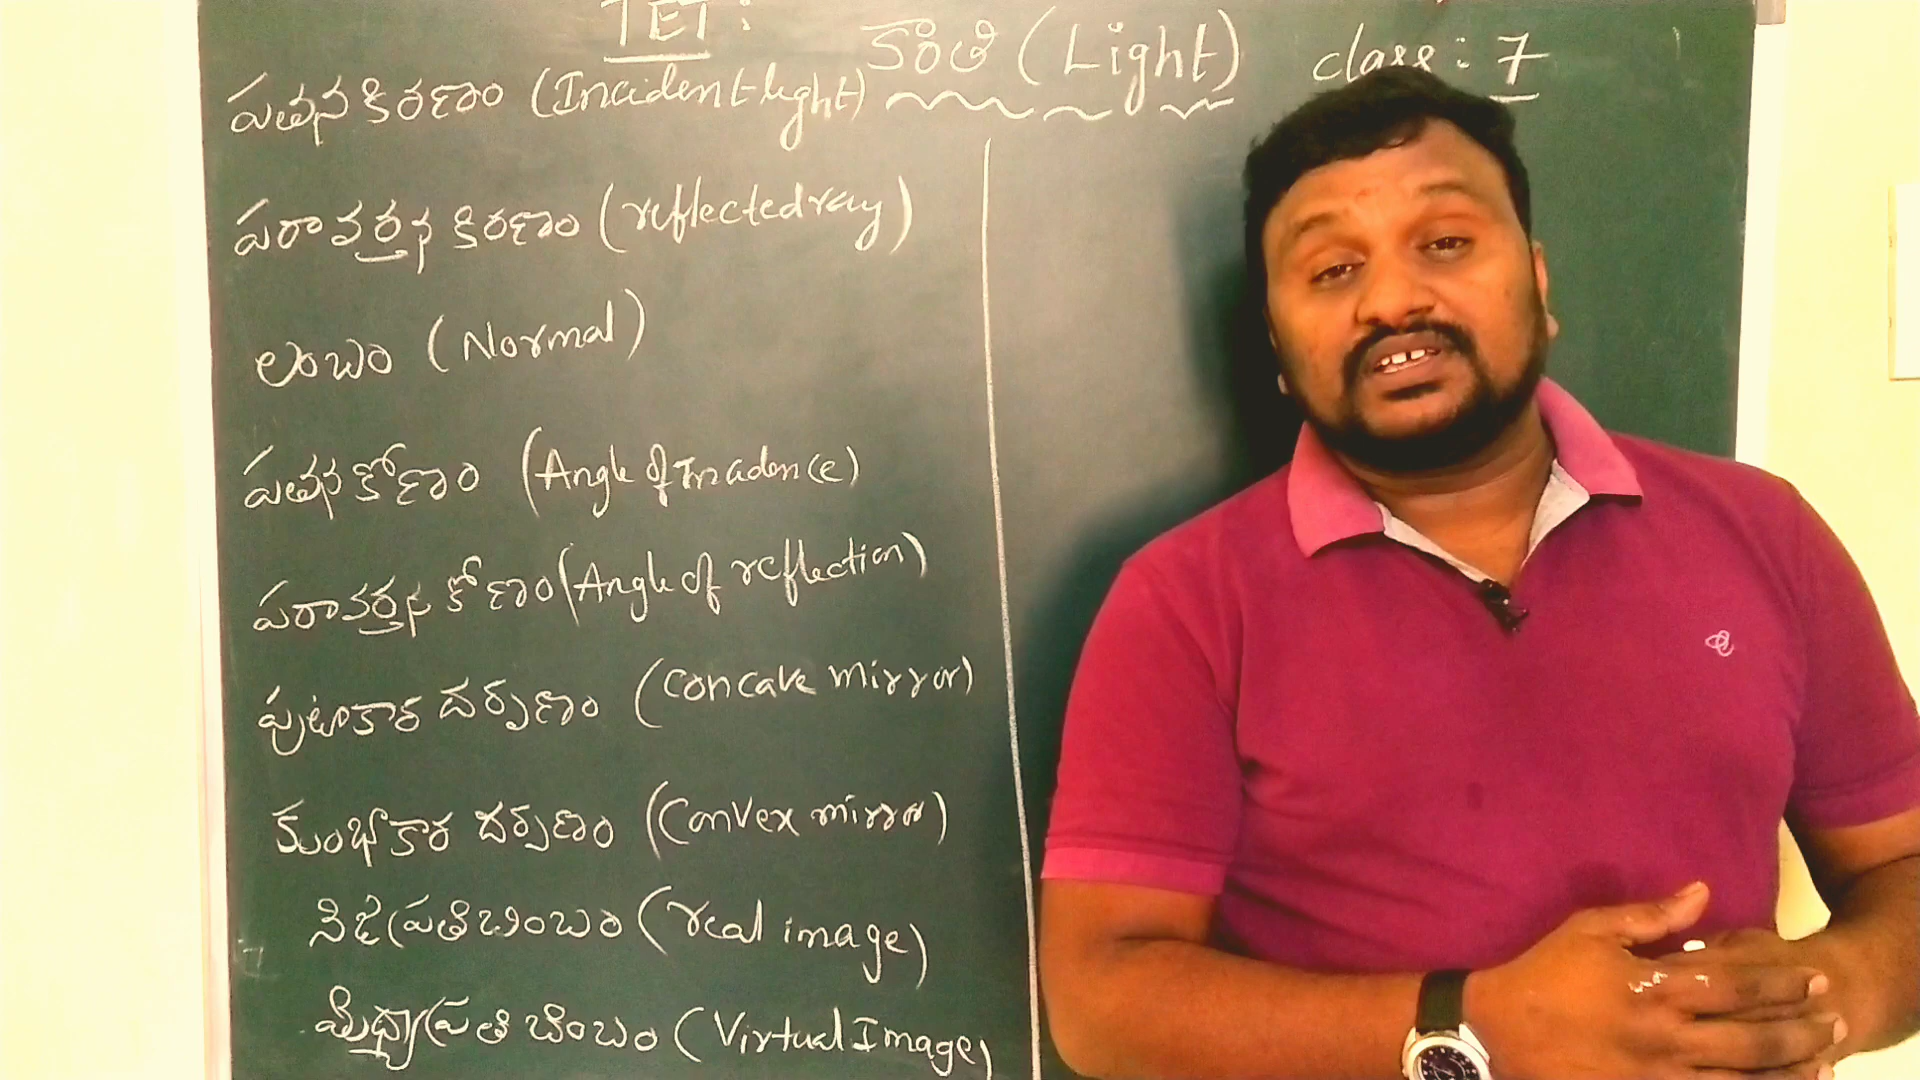 TET:
కాంతి (Light) class: 7
పతన కిరణం (Incident light)
పరావర్తన కిరణం (reflected ray)
లంబం (Normal)
పతన కోణం (Angle of Incidence)
పరావర్తన కోణం (Angle of reflection)
పుటాకార దర్పణం (Concave mirror)
కుంభాకార దర్పణం (Convex mirror)
నిజ ప్రతిబింబం (real image)
మిథ్యా ప్రతిబింబం (Virtual Image)